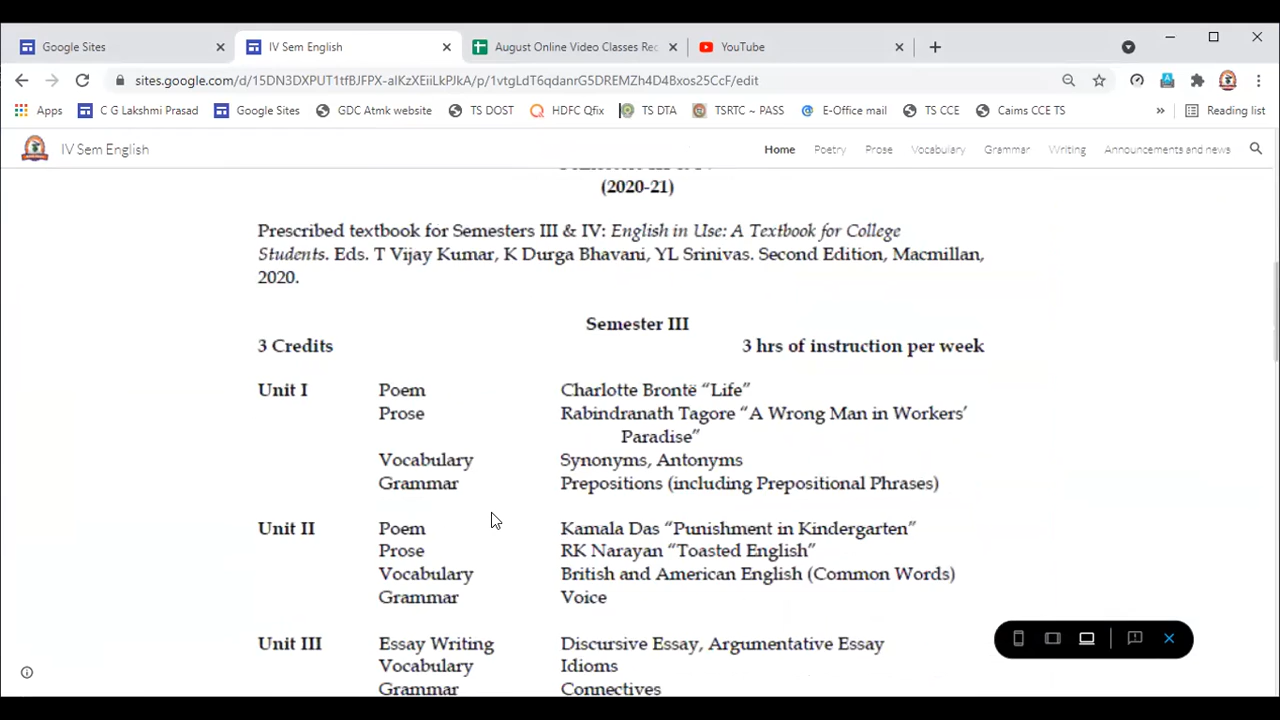 Google Sites
IV Sem English
August Online Video Classes Rec
YouTube
sites.google.com/d/15DN3DXPUT1tfBJFPX-alKzXEiiLkPJkA/p/1vtgLdT6qdanrG5DREMZh4D4Bxos25CcF/edit
Apps C G Lakshmi Prasad Google Sites GDC Atmk website TS DOST HDFC Qfix TS DTA TSRTC ~ PASS E-Office mail TS CCE Caims CCE TS » Reading list
IV Sem English Home Poetry Prose Vocabulary Grammar Writing Announcements and news
(2020-21)
Prescribed textbook for Semesters III & IV: English in Use: A Textbook for College
Students. Eds. T Vijay Kumar, K Durga Bhavani, YL Srinivas. Second Edition, Macmillan,
2020.
Semester III
3 Credits 3 hrs of instruction per week
Unit I Poem Charlotte Brontë “Life”
Prose Rabindranath Tagore “A Wrong Man in Workers’
Paradise”
Vocabulary Synonyms, Antonyms
Grammar Prepositions (including Prepositional Phrases)
Unit II Poem Kamala Das “Punishment in Kindergarten”
Prose RK Narayan “Toasted English”
Vocabulary British and American English (Common Words)
Grammar Voice
Unit III Essay Writing Discursive Essay, Argumentative Essay
Vocabulary Idioms
Grammar Connectives